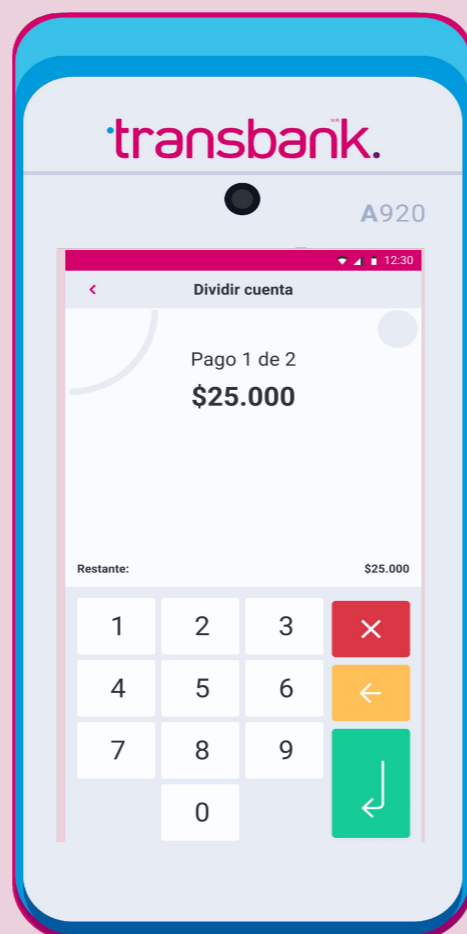 transbank.
A920
12:30
Dividir cuenta
Pago 1 de 2
$25.000
Restante: $25.000
1 2 3
4 5 6
7 8 9
0